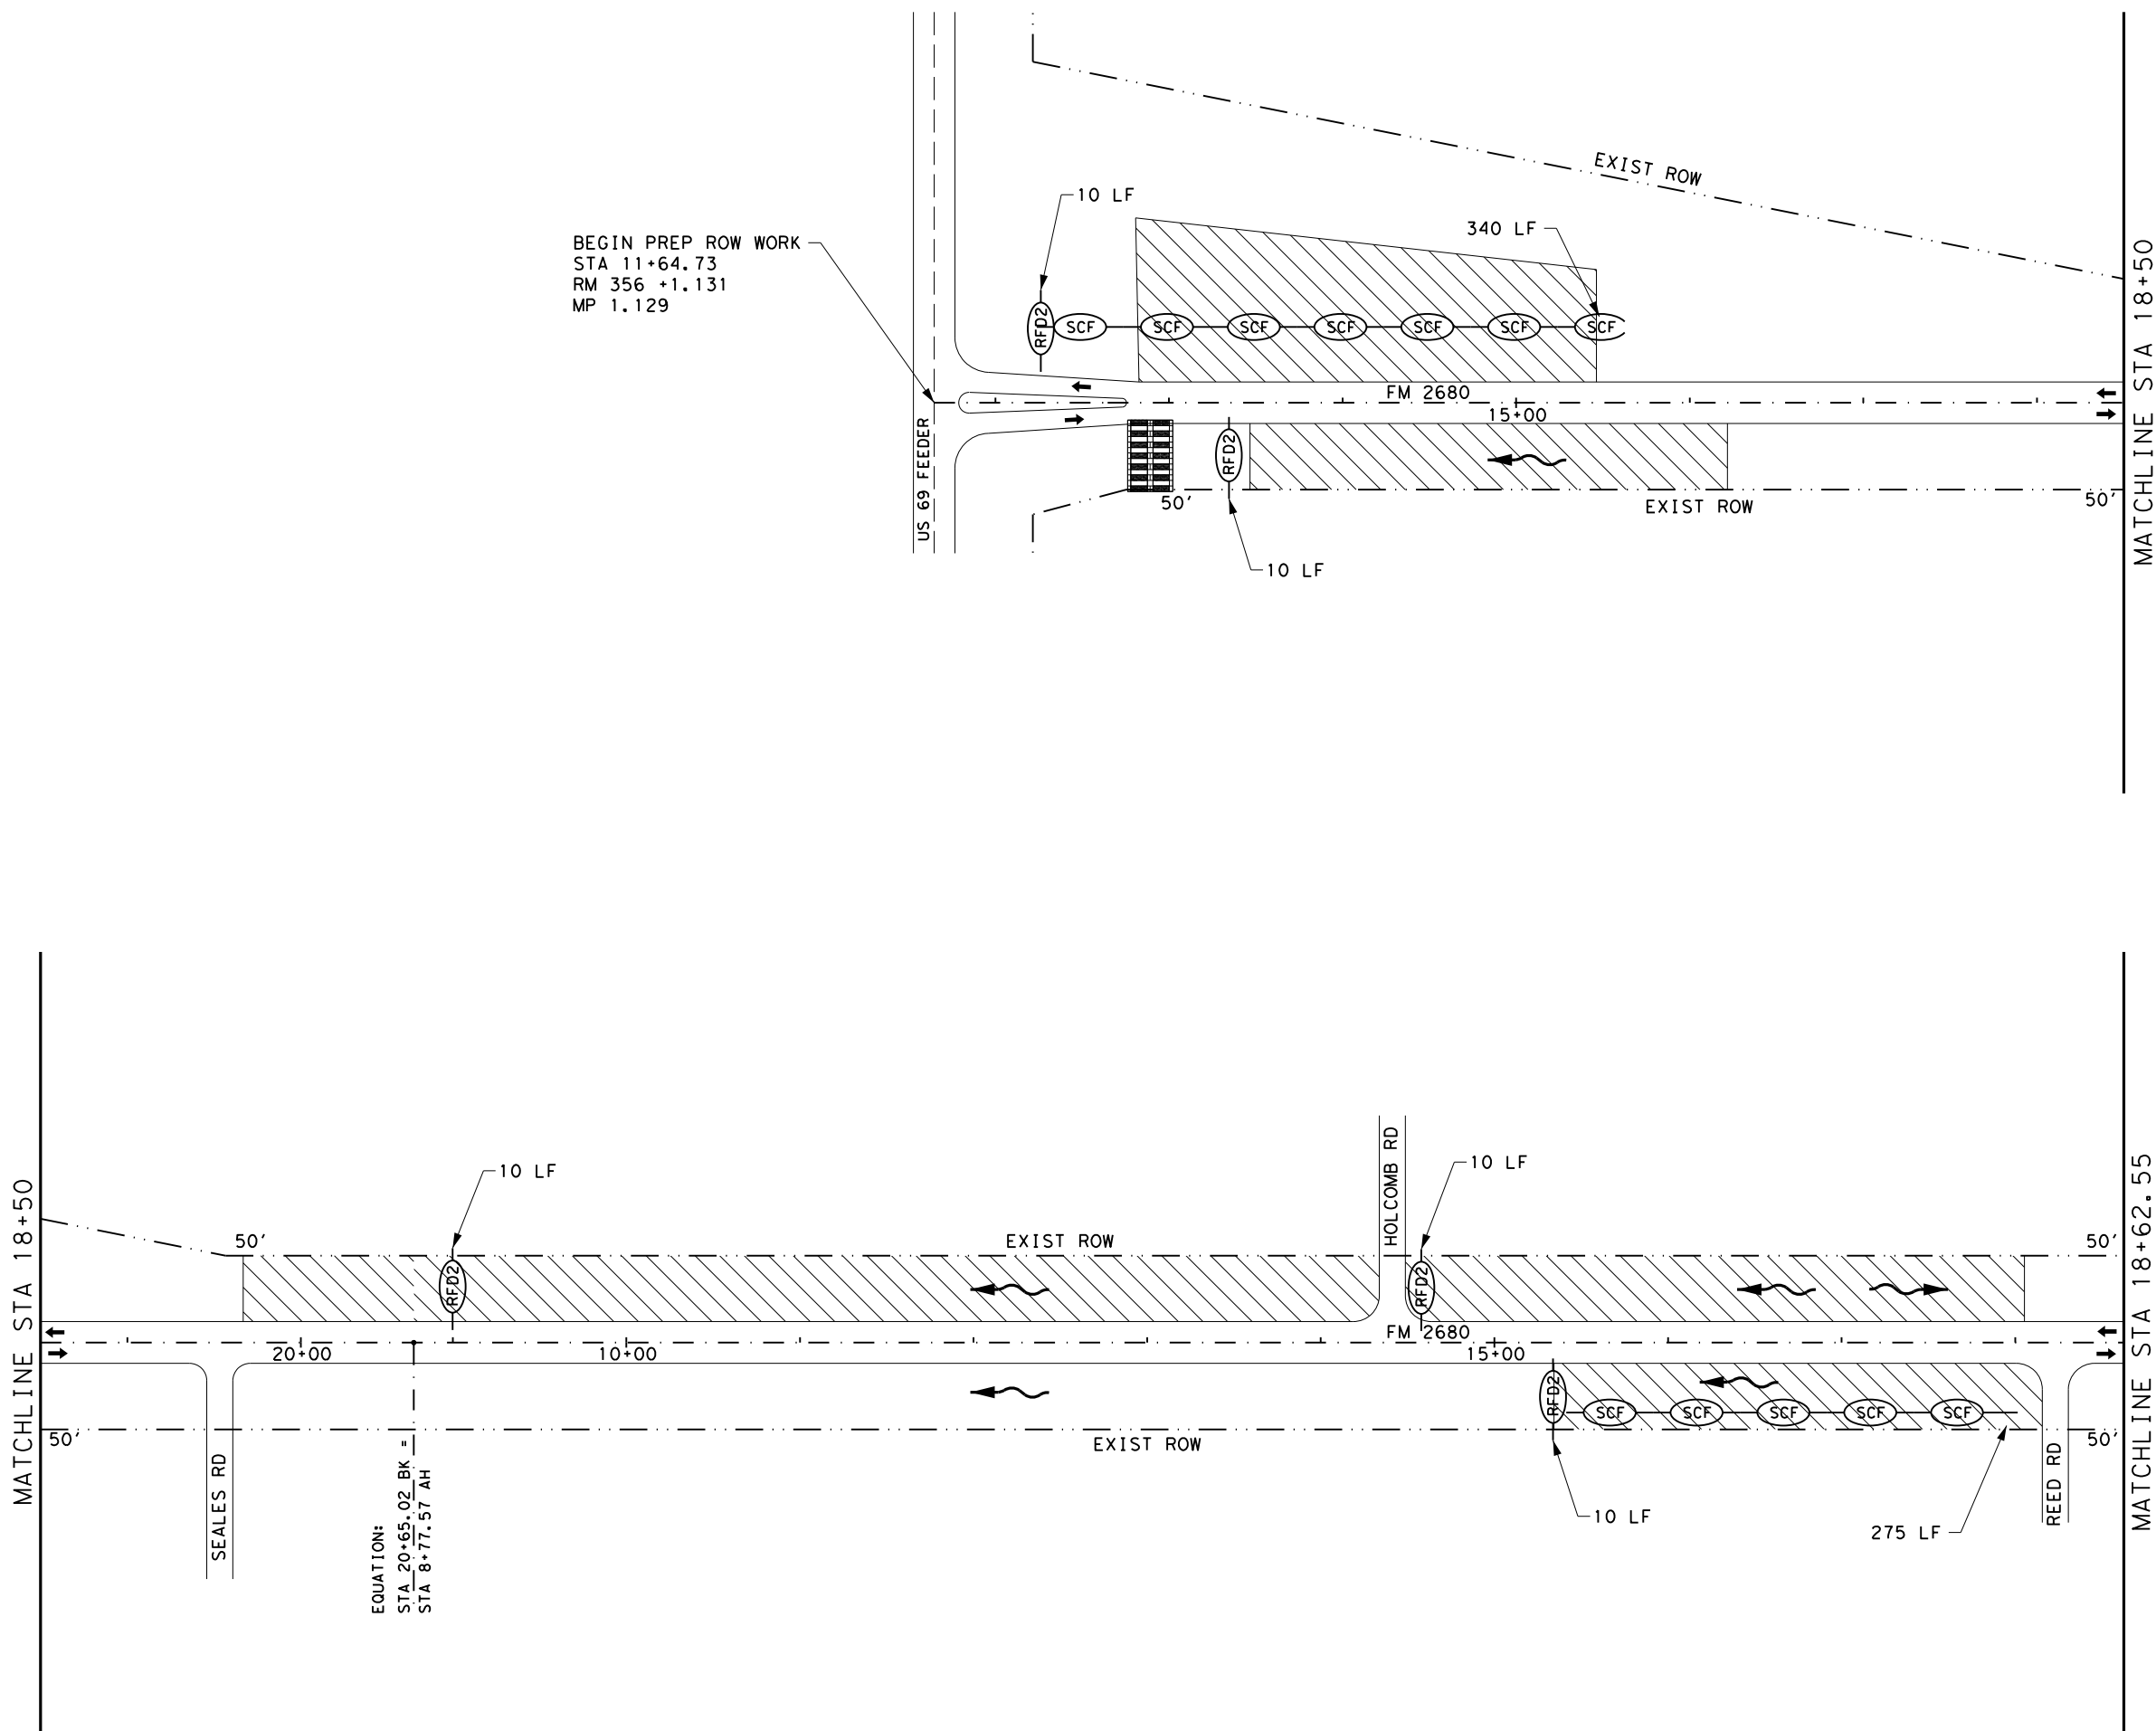 EXIST ROW
10 LF
340 LF
BEGIN PREP ROW WORK
STA 11+64.73
RM 356 +1.131
MP 1.129
RFD2
SCF
SCF
SCF
SCF
SCF
SCF
SCF
FM 2680
15+00
US 69 FEEDER
RFD2
50'
EXIST ROW
50'
10 LF
MATCHLINE STA 18+50
MATCHLINE STA 18+50
10 LF
HOLCOMB RD
10 LF
50'
EXIST ROW
50'
RFD2
RFD2
FM 2680
20+00
10+00
15+00
RFD2
SCF
SCF
SCF
SCF
SCF
50'
EXIST ROW
50'
SEALES RD
EQUATION:
STA 20+65.02 BK =
STA 8+77.57 AH
10 LF
275 LF
REED RD
MATCHLINE STA 18+62.55